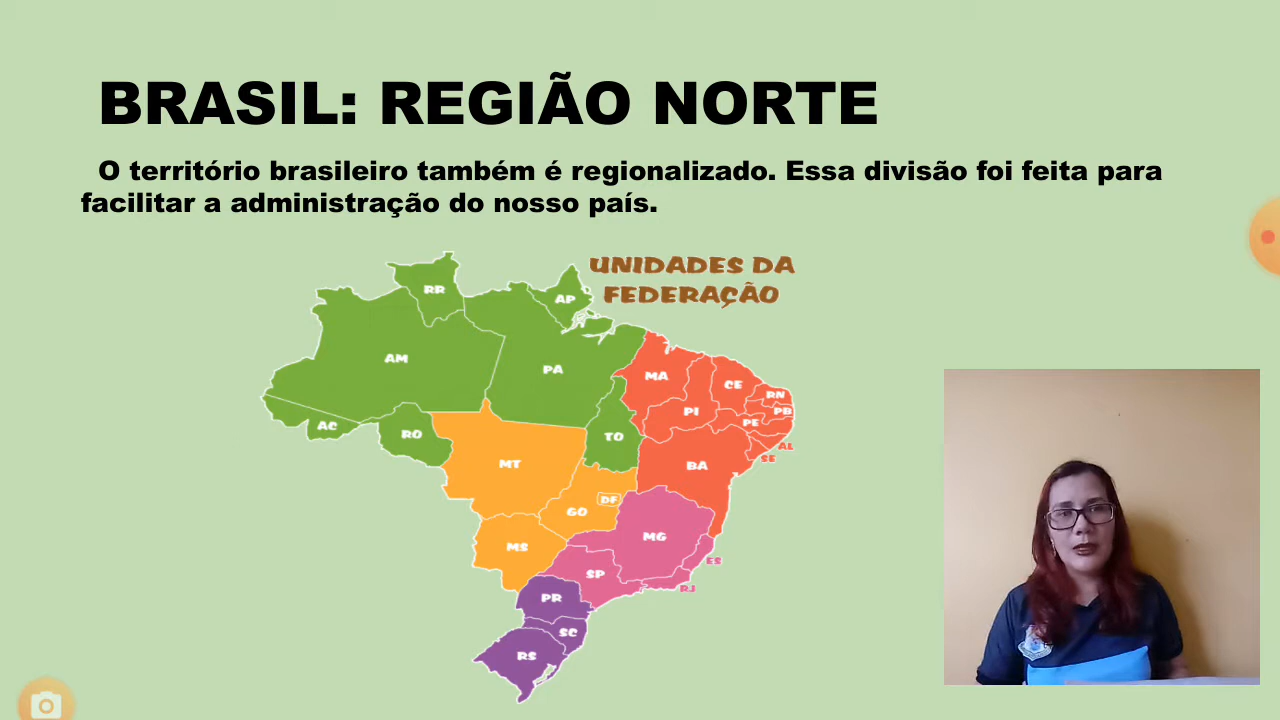 BRASIL: REGIÃO NORTE
O território brasileiro também é regionalizado. Essa divisão foi feita para
facilitar a administração do nosso país.
UNIDADES DA
FEDERAÇÃO
RR
AP
AM
PA
MA
CE
RN
PB
PI
PE
AL
SE
AC
RO
TO
MT
BA
DF
GO
MG
MS
ES
SP
RJ
PR
SC
RS